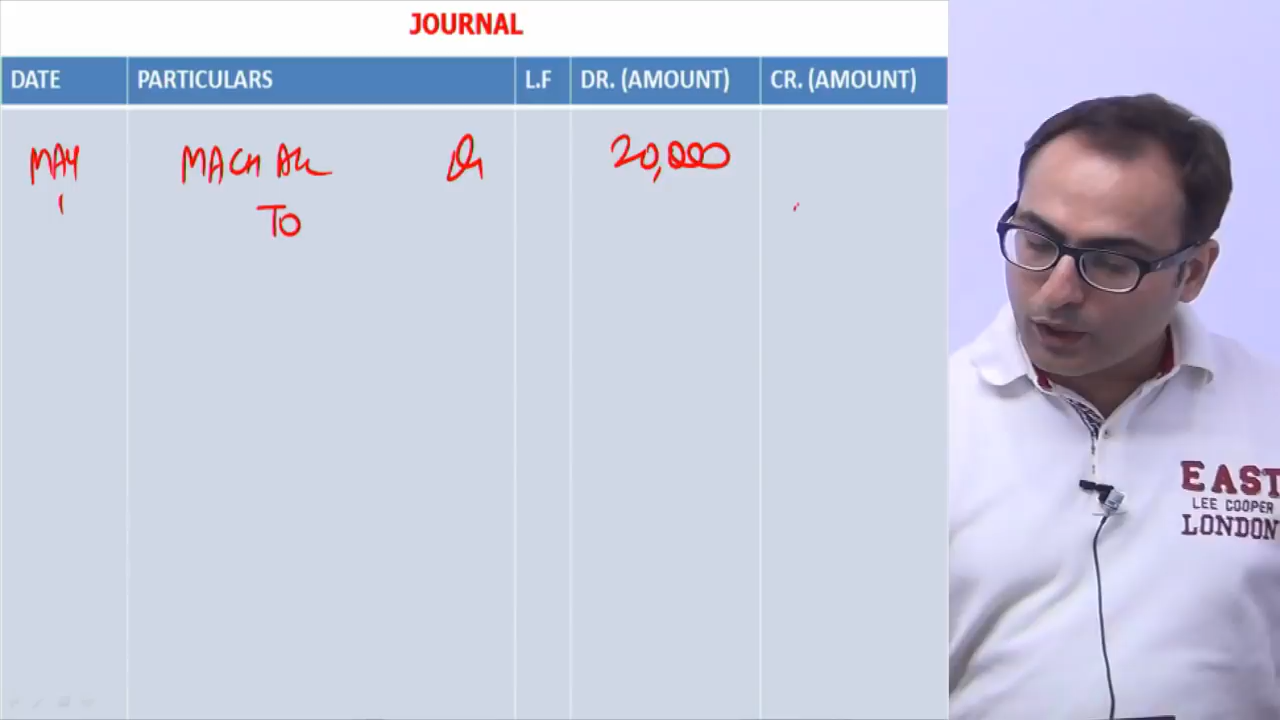 JOURNAL
DATE PARTICULARS L.F DR. (AMOUNT) CR. (AMOUNT)
MAY MACH A/c Dr 20,000
1 TO
EAST
LEE COOPER
LONDON